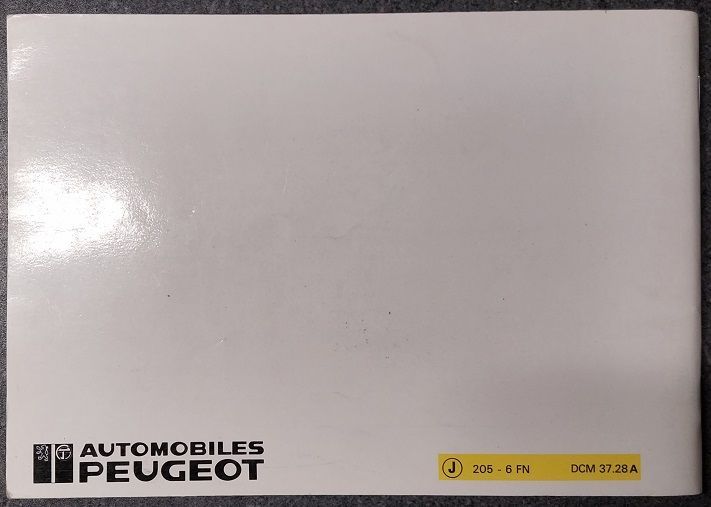 AUTOMOBILES
PEUGEOT
J 205 - 6 FN DCM 37.28 A